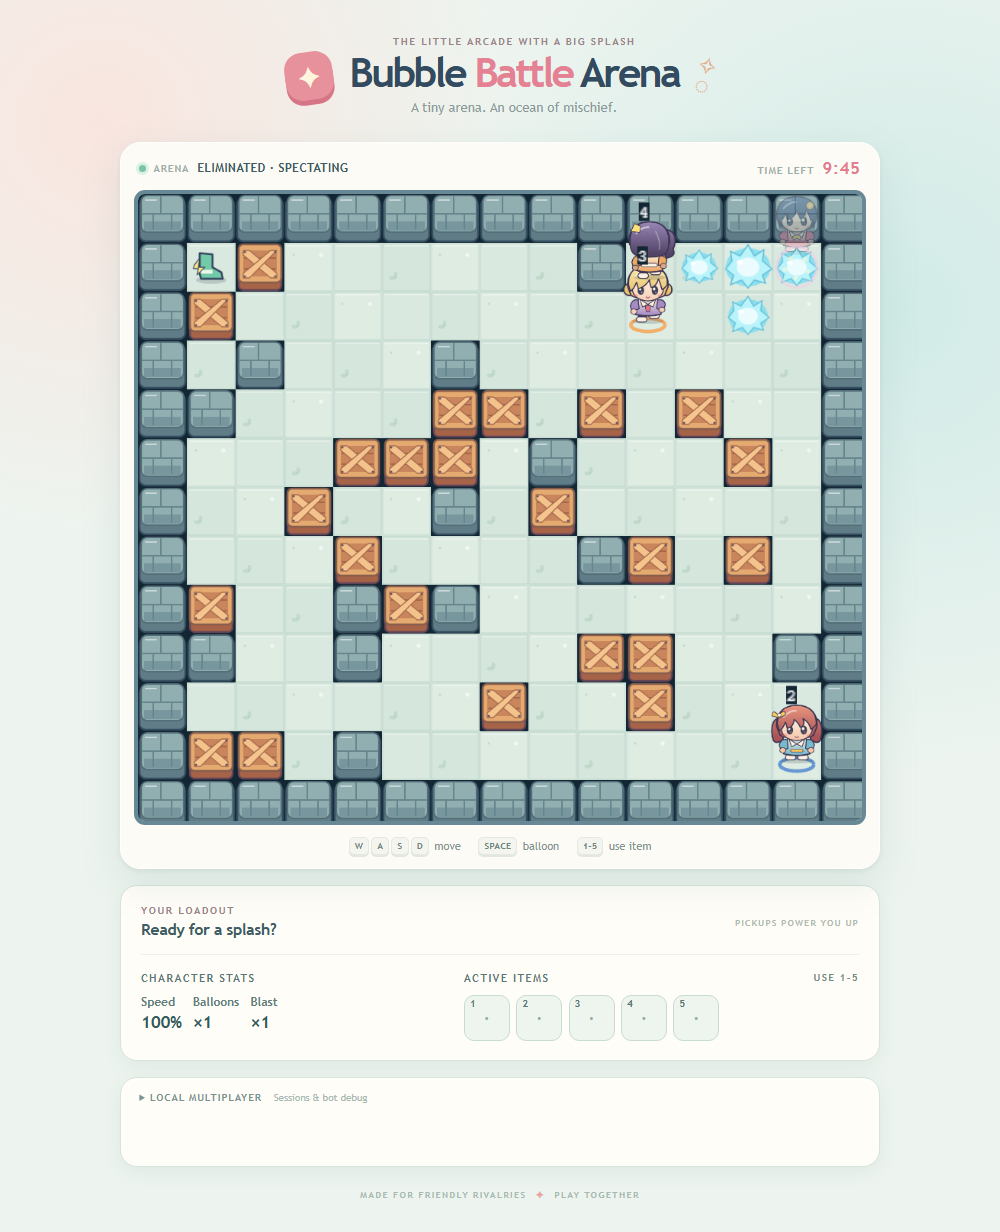 THE LITTLE ARCADE WITH A BIG SPLASH
Bubble Battle Arena
A tiny arena. An ocean of mischief.
ARENA ELIMINATED · SPECTATING
TIME LEFT 9:45
4
3
2
W A S D move SPACE balloon 1-5 use item
YOUR LOADOUT
Ready for a splash?
PICKUPS POWER YOU UP
CHARACTER STATS
Speed Balloons Blast
100% ×1 ×1
ACTIVE ITEMS
USE 1-5
1 2 3 4 5
LOCAL MULTIPLAYER Sessions & bot debug
MADE FOR FRIENDLY RIVALRIES ✦ PLAY TOGETHER